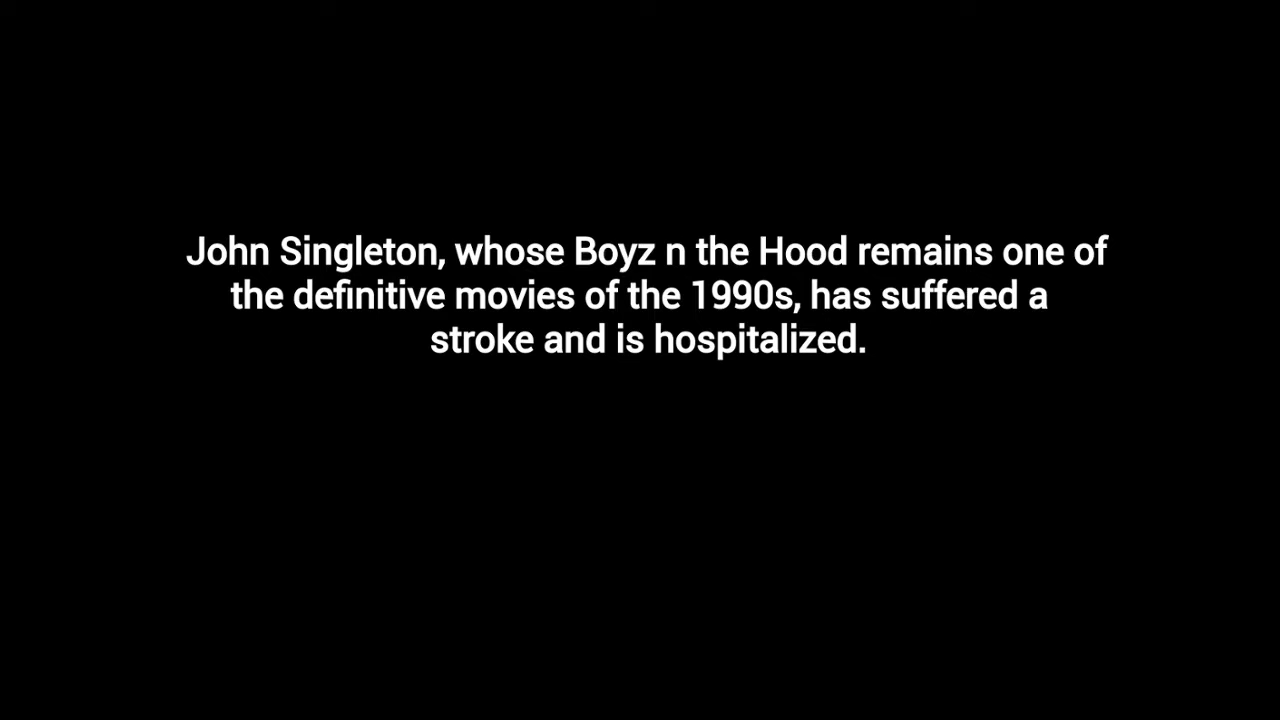 John Singleton, whose Boyz n the Hood remains one of
the definitive movies of the 1990s, has suffered a
stroke and is hospitalized.